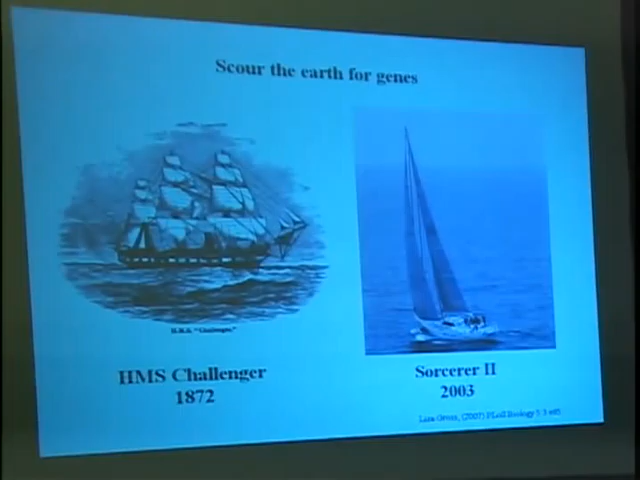 Scour the earth for genes
H.M.S. "Challenger."
HMS Challenger
1872
Sorcerer II
2003
Liza Gross, (2007) PLoS Biology 5 3 e85